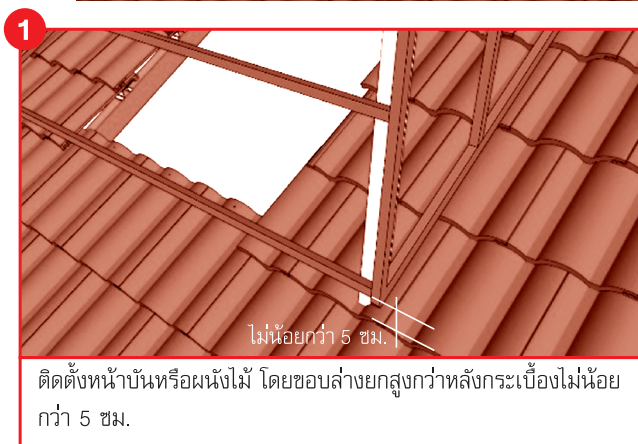 1
ไม่น้อยกว่า 5 ซม.
ติดตั้งหน้าบันหรือผนังไม้ โดยขอบล่างยกสูงกว่าหลังกระเบื้องไม่น้อย
กว่า 5 ซม.